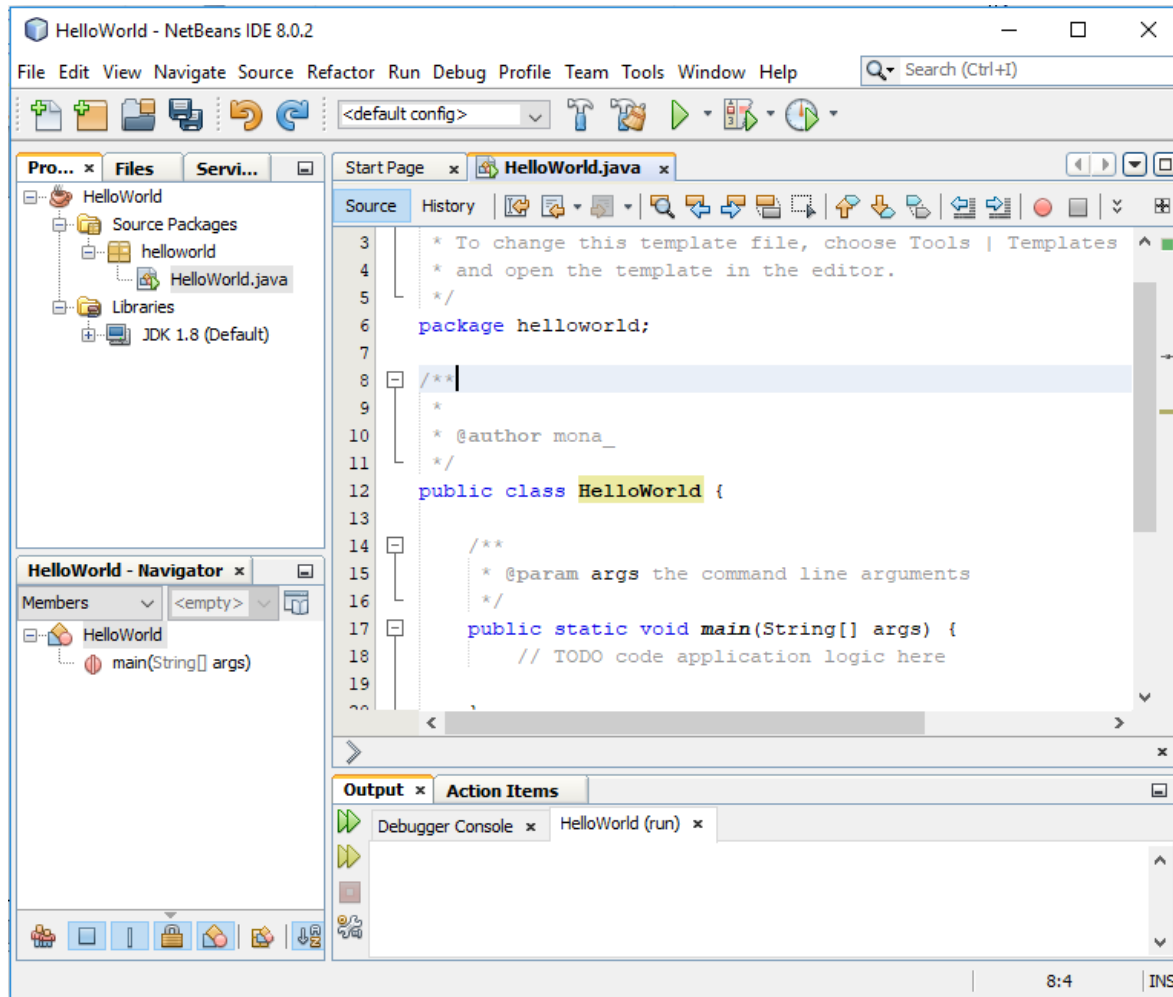 HelloWorld - NetBeans IDE 8.0.2
File Edit View Navigate Source Refactor Run Debug Profile Team Tools Window Help
Search (Ctrl+I)
<default config>
Pro... Files Servi...
HelloWorld
Source Packages
helloworld
HelloWorld.java
Libraries
JDK 1.8 (Default)
HelloWorld - Navigator
Members <empty>
HelloWorld
main(String[] args)
Start Page HelloWorld.java
Source History
3 * To change this template file, choose Tools | Templates
4 * and open the template in the editor.
5 */
6 package helloworld;
7
8 /**
9 *
10 * @author mona_
11 */
12 public class HelloWorld {
13
14 /**
15 * @param args the command line arguments
16 */
17 public static void main(String[] args) {
18 // TODO code application logic here
19
Output Action Items
Debugger Console HelloWorld (run)
8:4 INS